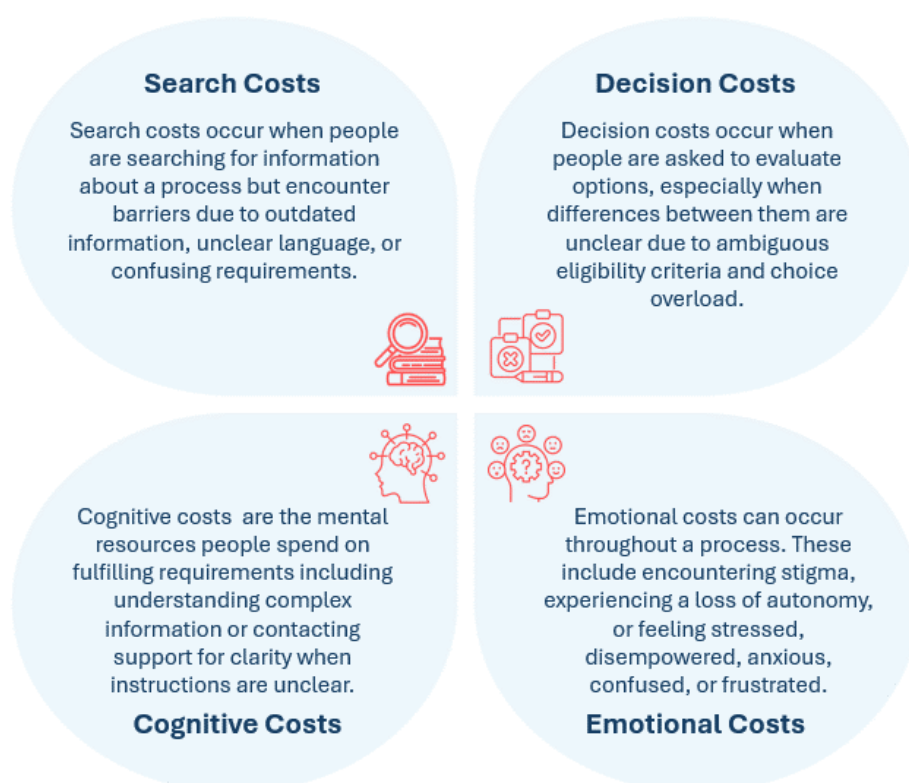 Search Costs
Search costs occur when people
are searching for information
about a process but encounter
barriers due to outdated
information, unclear language, or
confusing requirements.
Decision Costs
Decision costs occur when
people are asked to evaluate
options, especially when
differences between them are
unclear due to ambiguous
eligibility criteria and choice
overload.
Cognitive costs  are the mental
resources people spend on
fulfilling requirements including
understanding complex
information or contacting
support for clarity when
instructions are unclear.
Cognitive Costs
?
Emotional costs can occur
throughout a process. These
include encountering stigma,
experiencing a loss of autonomy,
or feeling stressed,
disempowered, anxious,
confused, or frustrated.
Emotional Costs